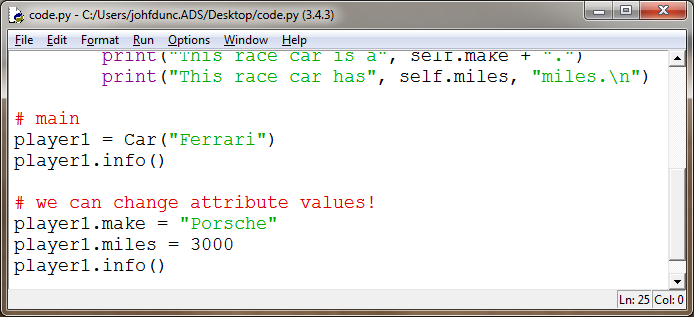 code.py - C:/Users/johfdunc.ADS/Desktop/code.py (3.4.3)
File Edit Format Run Options Window Help
print("This race car is a", self.make + ".")
print("This race car has", self.miles, "miles.\n")
# main
player1 = Car("Ferrari")
player1.info()
# we can change attribute values!
player1.make = "Porsche"
player1.miles = 3000
player1.info()
Ln: 25 Col: 0